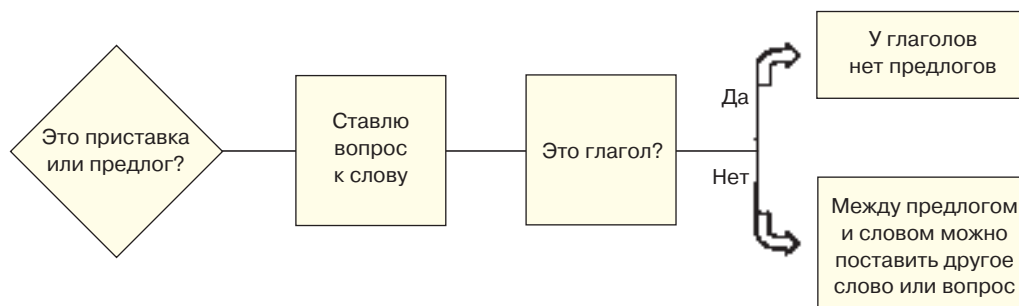 Это приставка
или предлог?
Ставлю
вопрос
к слову
Это глагол?
Да
Нет
У глаголов
нет предлогов
Между предлогом
и словом можно
поставить другое
слово или вопрос